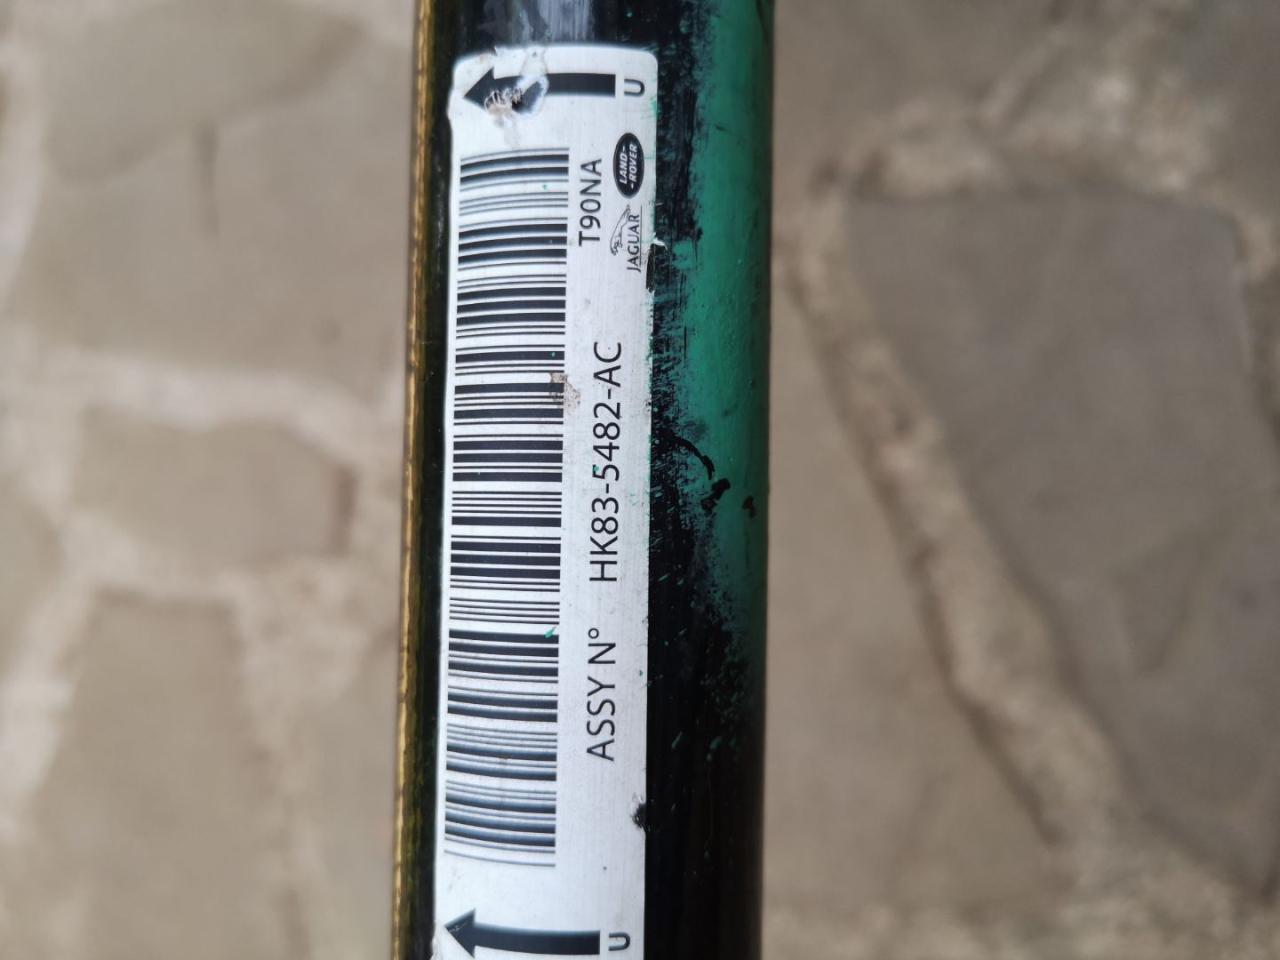 U
T90NA
LAND-
-ROVER
JAGUAR
ASSY N° HK83-5482-AC
U